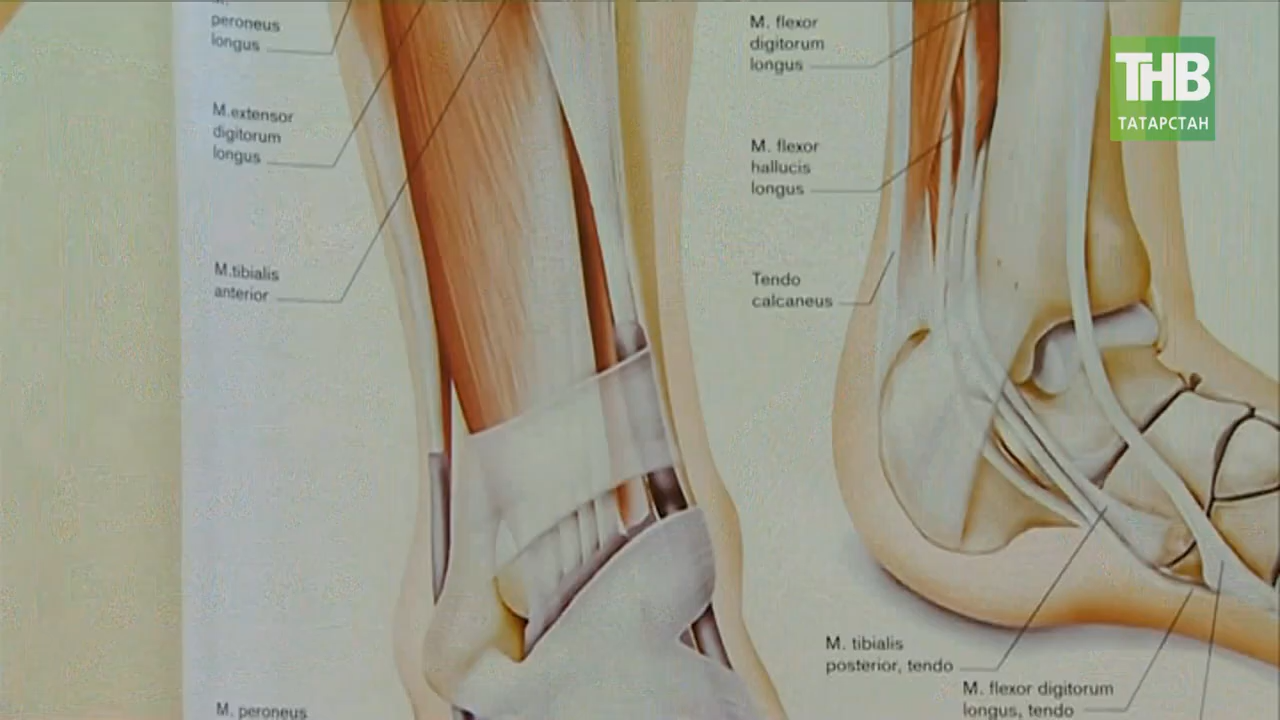 peroneus
longus
M.extensor
digitorum
longus
M.tibialis
anterior
M. peroneus
M. flexor
digitorum
longus
M. flexor
hallucis
longus
Tendo
calcaneus
M. tibialis
posterior, tendo
M. flexor digitorum
longus, tendo
ТНВ
ТАТАРСТАН